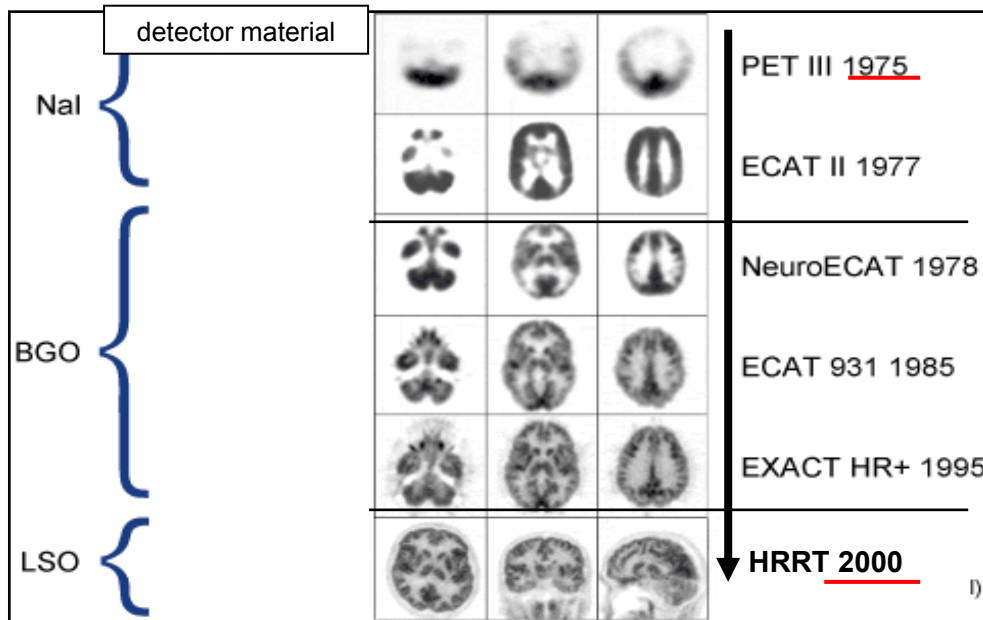 detector material
NaI
PET III 1975
ECAT II 1977
NeuroECAT 1978
BGO
ECAT 931 1985
EXACT HR+ 1995
LSO
HRRT 2000
l)